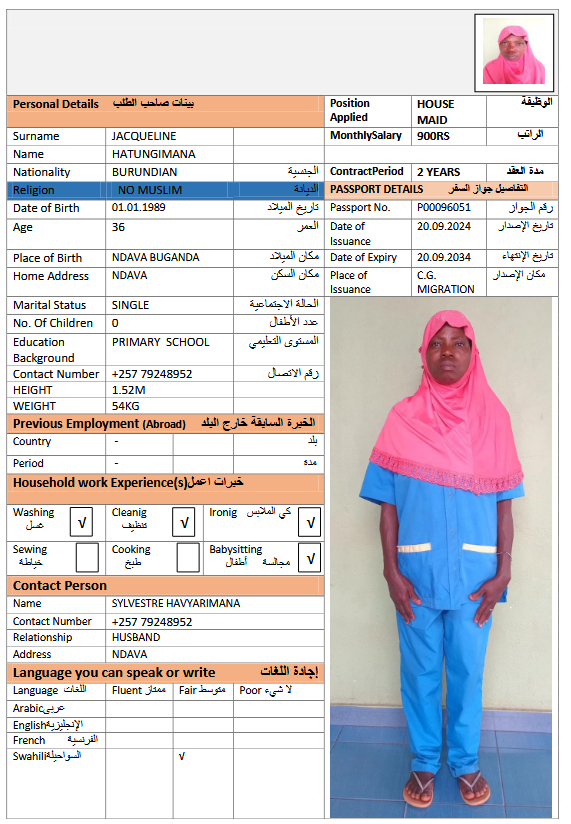 Personal Details بينات صاحب الطلب
Position Applied HOUSE MAID الوظيفة
MonthlySalary 900RS الراتب
Surname JACQUELINE
Name HATUNGIMANA
Nationality BURUNDIAN الجنسية
ContractPeriod 2 YEARS مدة العقد
Religion NO MUSLIM الديانة
PASSPORT DETAILS التفاصيل جواز السفر
Date of Birth 01.01.1989 تاريخ الميلاد
Passport No. P00096051 رقم الجواز
Age 36 العمر
Date of Issuance 20.09.2024 تاريخ الإصدار
Place of Birth NDAVA BUGANDA مكان الميلاد
Date of Expiry 20.09.2034 تاريخ الإنتهاء
Home Address NDAVA مكان السكن
Place of Issuance C.G. MIGRATION مكان الإصدار
Marital Status SINGLE الحالة الاجتماعية
No. Of Children 0 عدد الأطفال
Education Background PRIMARY SCHOOL المستوى التعليمي
Contact Number +257 79248952 رقم الاتصال
HEIGHT 1.52M
WEIGHT 54KG
Previous Employment (Abroad) الخبرة السابقة خارج البلد
Country - بلد
Period - مدة
Household work Experience(s) خبرات اعمل
Washing غسل √ Cleanig تنظيف √ Ironig كي الملابس √
Sewing خياطة Cooking طبخ Babysitting مجالسة أطفال √
Contact Person
Name SYLVESTRE HAVYARIMANA
Contact Number +257 79248952
Relationship HUSBAND
Address NDAVA
Language you can speak or write إجادة اللغات
Language اللغات Fluent ممتاز Fair متوسط Poor لا شيء
Arabic عربى
English الإنجليزية
French الفرنسية
Swahili السواحيلة √